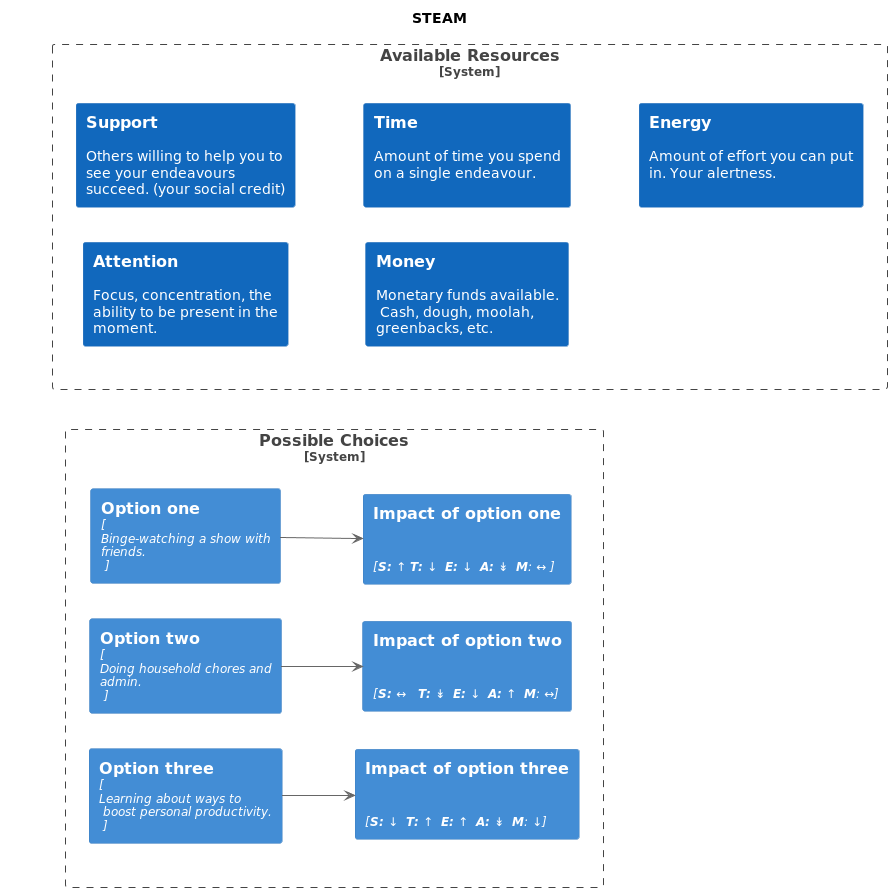 STEAM
Available Resources
[System]
Support
Others willing to help you to
see your endeavours
succeed. (your social credit)
Time
Amount of time you spend
on a single endeavour.
Energy
Amount of effort you can put
in. Your alertness.
Attention
Focus, concentration, the
ability to be present in the
moment.
Money
Monetary funds available.
Cash, dough, moolah,
greenbacks, etc.
Possible Choices
[System]
Option one
[
Binge-watching a show with
friends.
]
Impact of option one
[S: ↑ T: ↓ E: ↓ A: ↡ M: ↔ ]
Option two
[
Doing household chores and
admin.
]
Impact of option two
[S: ↔ T: ↡ E: ↓ A: ↑ M: ↔]
Option three
[
Learning about ways to
boost personal productivity.
]
Impact of option three
[S: ↓ T: ↑ E: ↑ A: ↡ M: ↓]